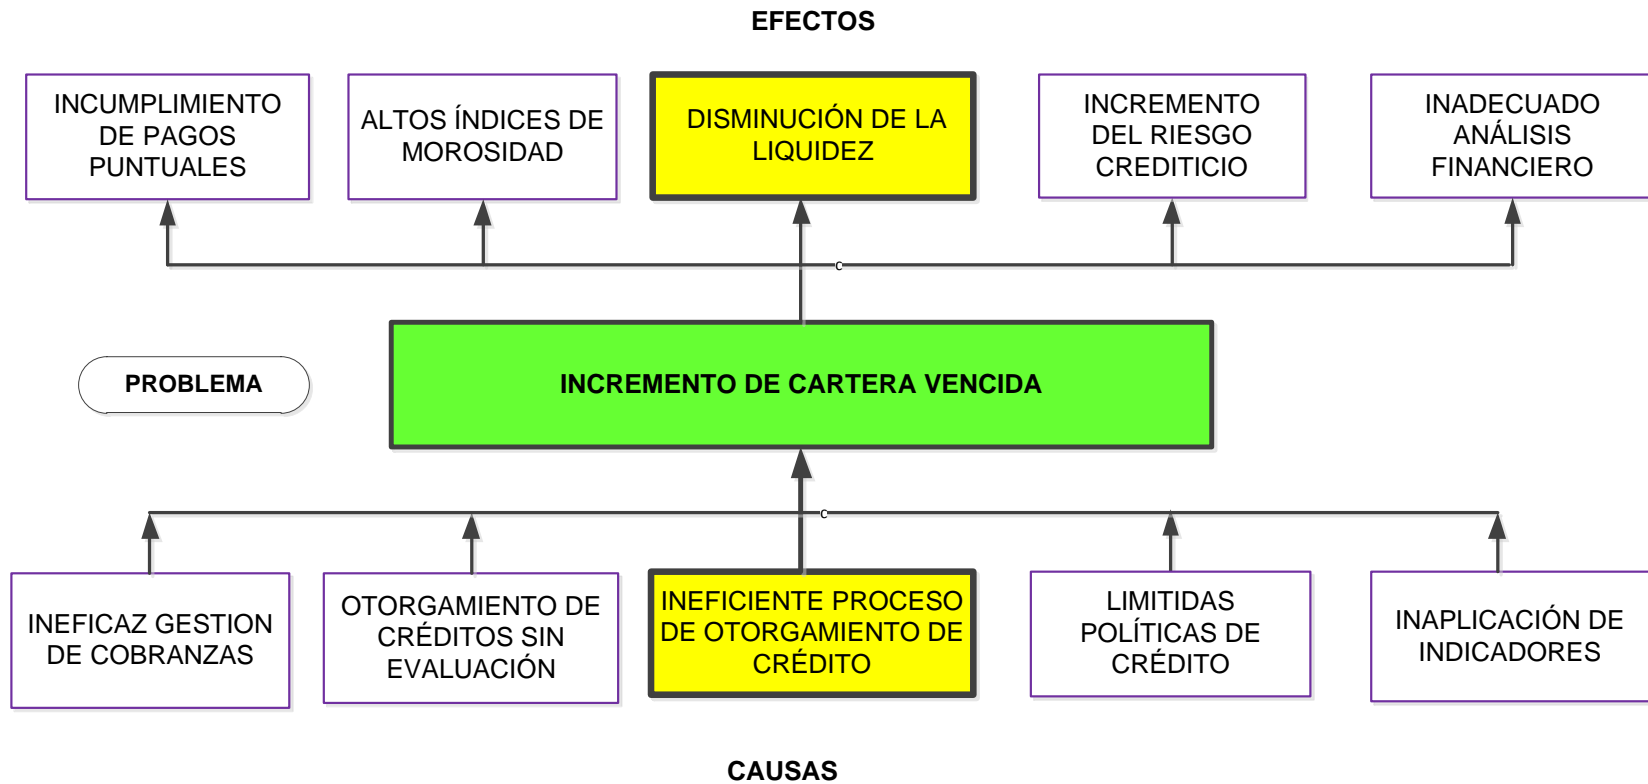 EFECTOS
INCUMPLIMIENTO
DE PAGOS
PUNTUALES
ALTOS ÍNDICES DE
MOROSIDAD
DISMINUCIÓN DE LA
LIQUIDEZ
INCREMENTO
DEL RIESGO
CREDITICIO
INADECUADO
ANÁLISIS
FINANCIERO
c
PROBLEMA
INCREMENTO DE CARTERA VENCIDA
c
INEFICAZ GESTION
DE COBRANZAS
OTORGAMIENTO DE
CRÉDITOS SIN
EVALUACIÓN
INEFICIENTE PROCESO
DE OTORGAMIENTO DE
CRÉDITO
LIMITIDAS
POLÍTICAS DE
CRÉDITO
INAPLICACIÓN DE
INDICADORES
CAUSAS